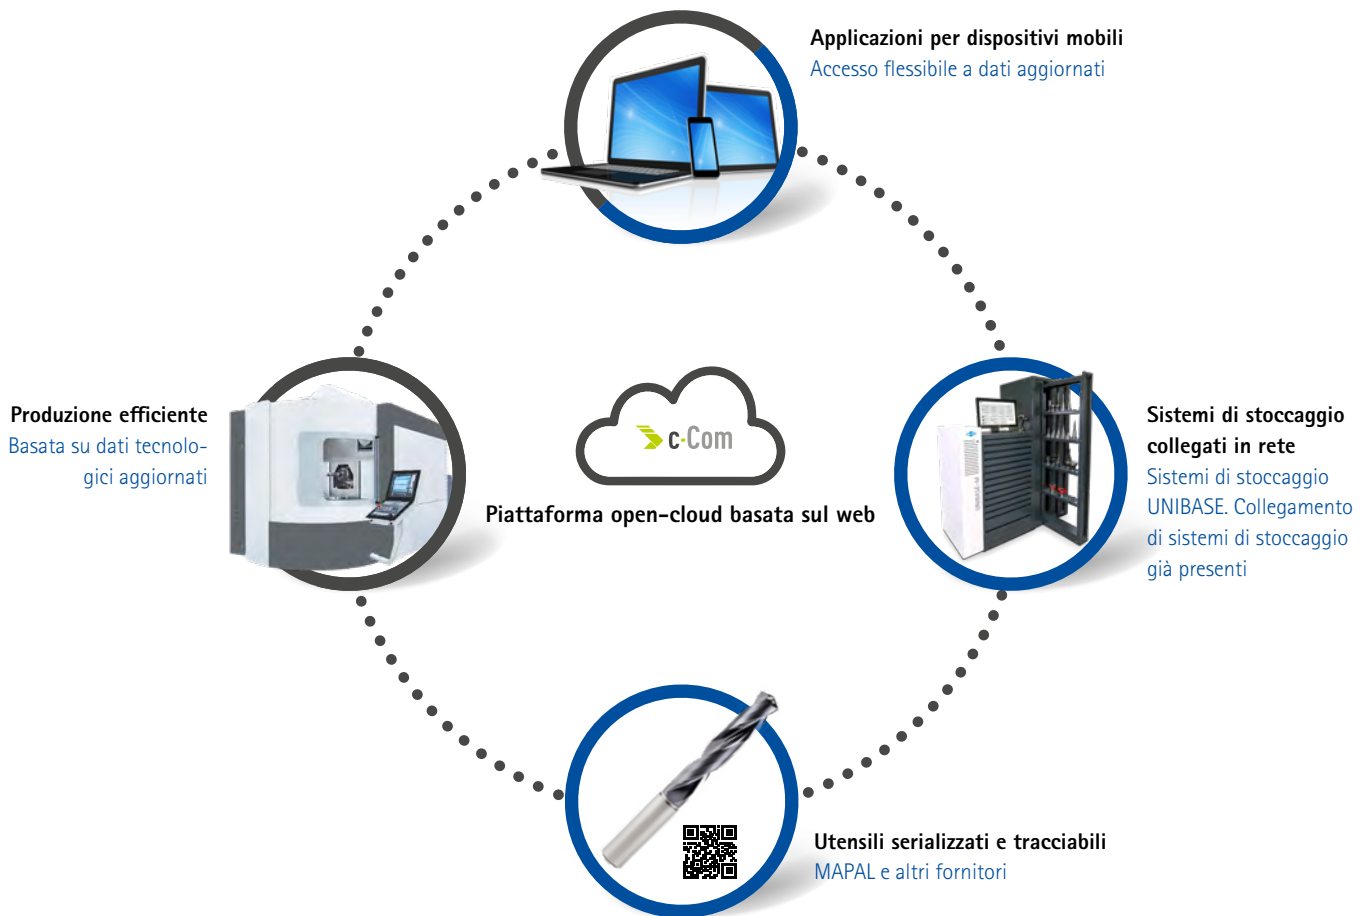 Applicazioni per dispositivi mobili
Accesso flessibile a dati aggiornati
Produzione efficiente
Basata su dati tecnolo-
gici aggiornati
c-Com
Piattaforma open-cloud basata sul web
Sistemi di stoccaggio
collegati in rete
Sistemi di stoccaggio
UNIBASE. Collegamento
di sistemi di stoccaggio
già presenti
Utensili serializzati e tracciabili
MAPAL e altri fornitori